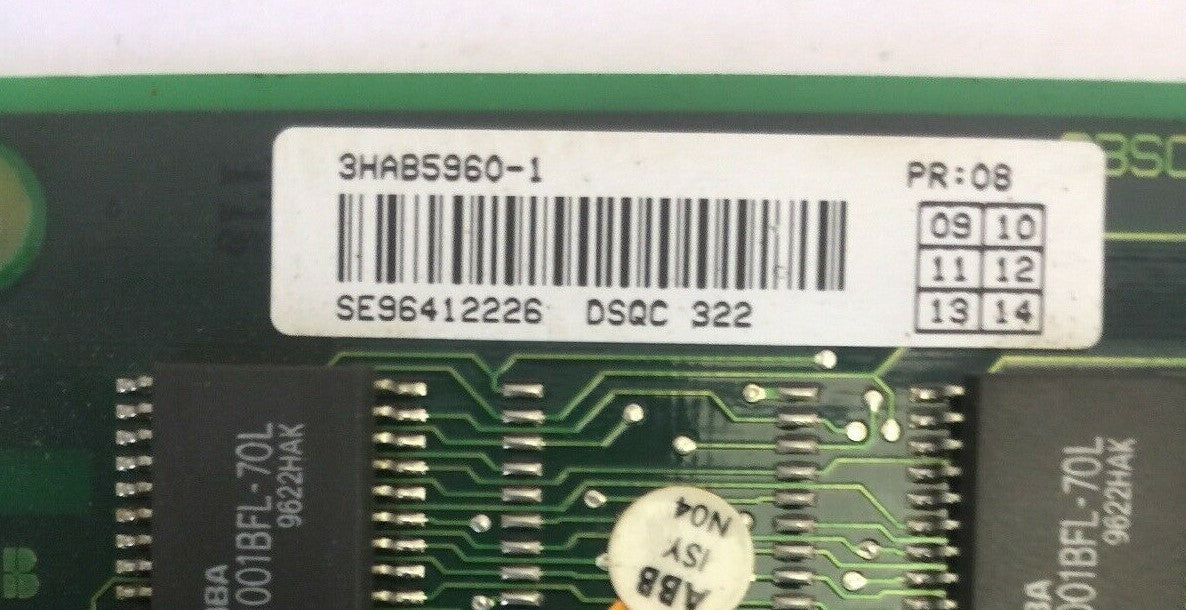 3HAB5960-1
PR:08
09 10
11 12
13 14
SE96412226 DSQC 322
001BFL-70L
9622HAK
ABB
ISY
N04
001BFL-70L
9622HAK